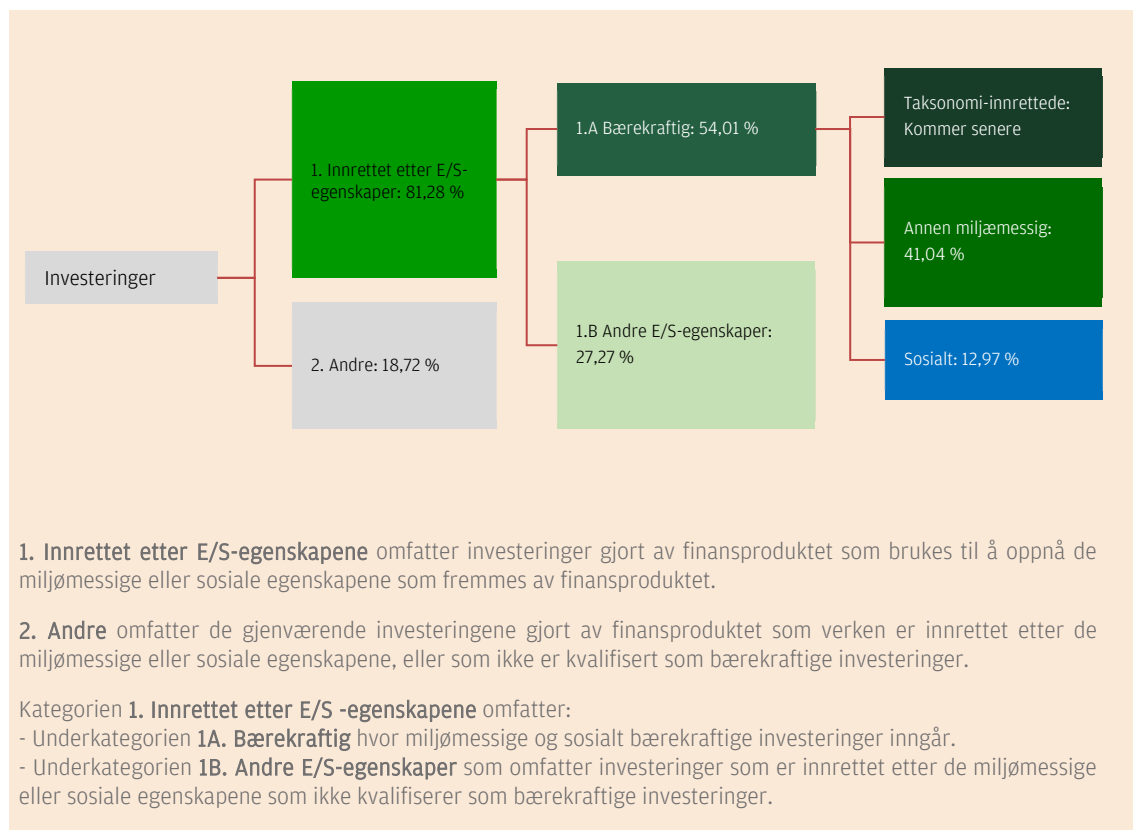 Investeringer
1. Innrettet etter E/S-
egenskaper: 81,28 %
2. Andre: 18,72 %
1.A Bærekraftig: 54,01 %
1.B Andre E/S-egenskaper:
27,27 %
Taksonomi-innrettede:
Kommer senere
Annen miljæmessig:
41,04 %
Sosialt: 12,97 %
1. Innrettet etter E/S-egenskapene omfatter investeringer gjort av finansproduktet som brukes til å oppnå de
miljømessige eller sosiale egenskapene som fremmes av finansproduktet.
2. Andre omfatter de gjenværende investeringene gjort av finansproduktet som verken er innrettet etter de
miljømessige eller sosiale egenskapene, eller som ikke er kvalifisert som bærekraftige investeringer.
Kategorien 1. Innrettet etter E/S -egenskapene omfatter:
- Underkategorien 1A. Bærekraftig hvor miljømessige og sosialt bærekraftige investeringer inngår.
- Underkategorien 1B. Andre E/S-egenskaper som omfatter investeringer som er innrettet etter de miljømessige
eller sosiale egenskapene som ikke kvalifiserer som bærekraftige investeringer.